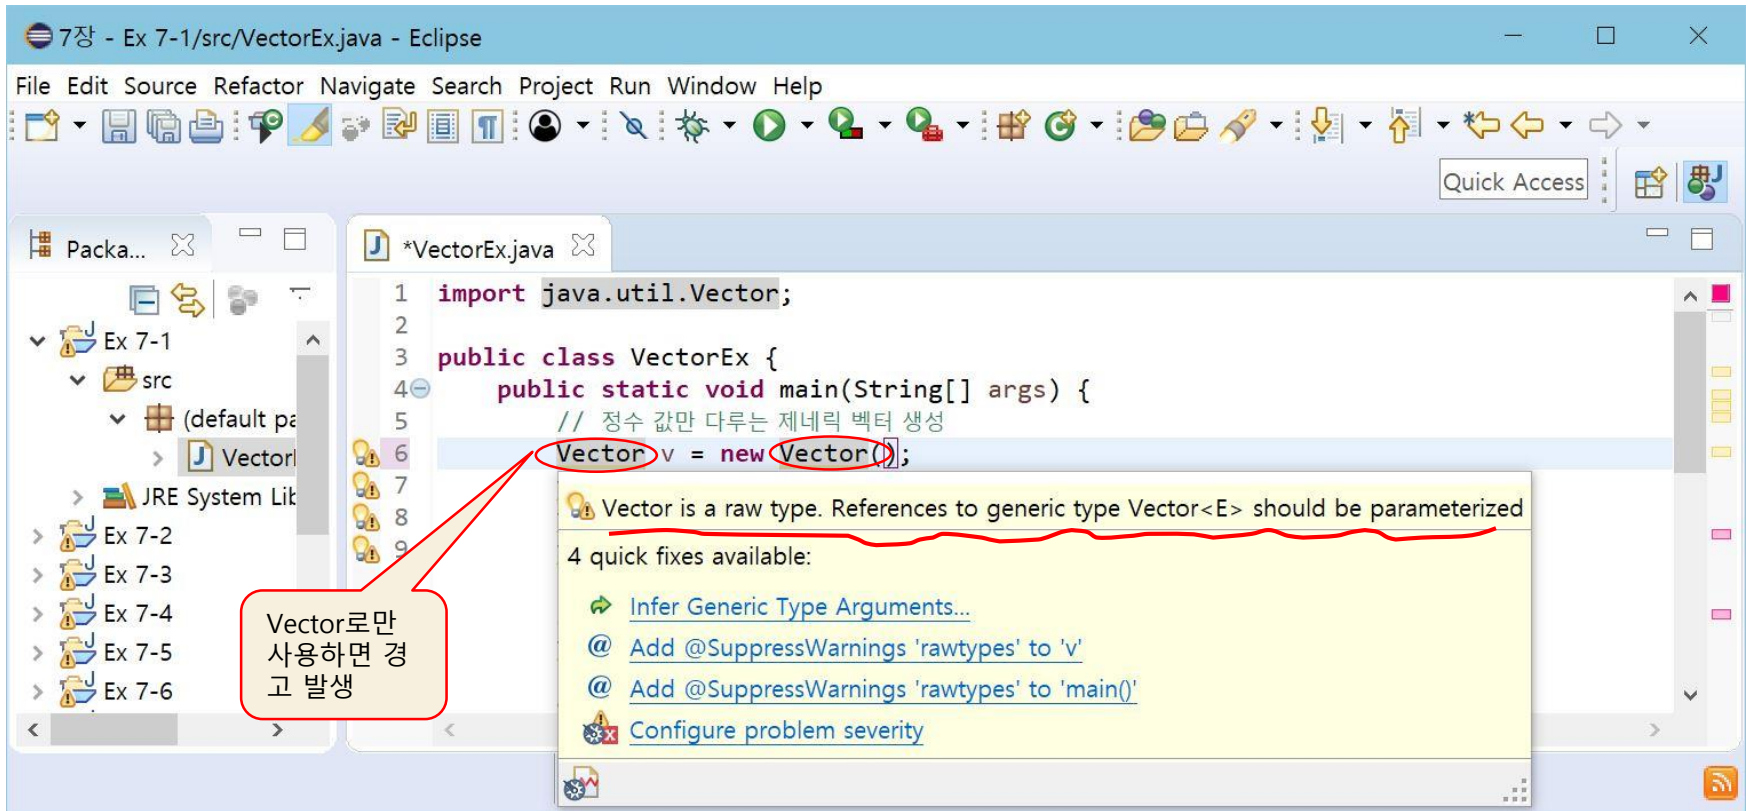 7장 - Ex 7-1/src/VectorEx.java - Eclipse
File Edit Source Refactor Navigate Search Project Run Window Help
Quick Access
Packa...
*VectorEx.java
Ex 7-1
src
(default pa
Vector
JRE System Lib
Ex 7-2
Ex 7-3
Ex 7-4
Ex 7-5
Ex 7-6
1 import java.util.Vector;
2
3 public class VectorEx {
4 public static void main(String[] args) {
5 // 정수 값만 다루는 제네릭 벡터 생성
6 Vector v = new Vector();
7
8
9
Vector is a raw type. References to generic type Vector<E> should be parameterized
4 quick fixes available:
Infer Generic Type Arguments...
@ Add @SuppressWarnings 'rawtypes' to 'v'
@ Add @SuppressWarnings 'rawtypes' to 'main()'
Configure problem severity
Vector로만
사용하면 경
고 발생